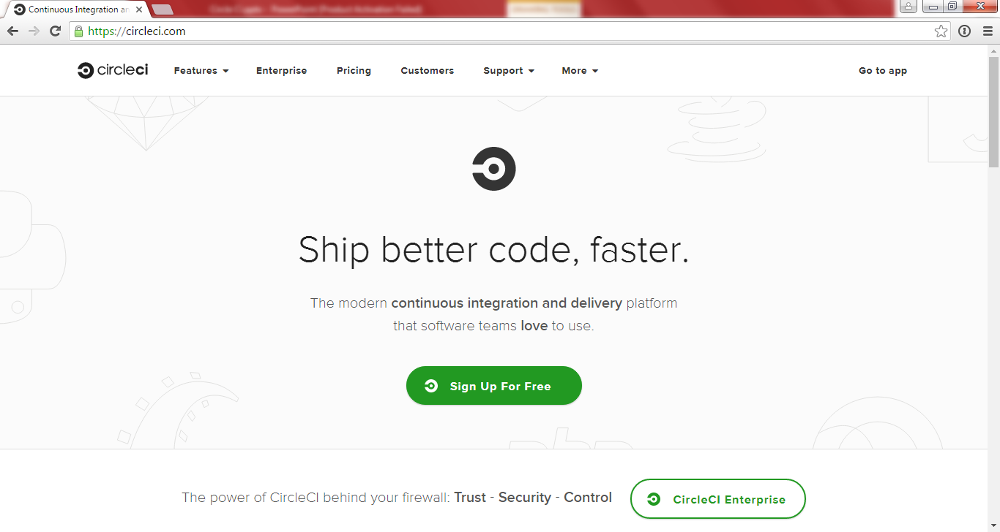 Continuous Integration an
https://circleci.com
circleci
Features
Enterprise
Pricing
Customers
Support
More
Go to app
Ship better code, faster.
The modern continuous integration and delivery platform
that software teams love to use.
Sign Up For Free
php
The power of CircleCI behind your firewall: Trust - Security - Control
CircleCI Enterprise